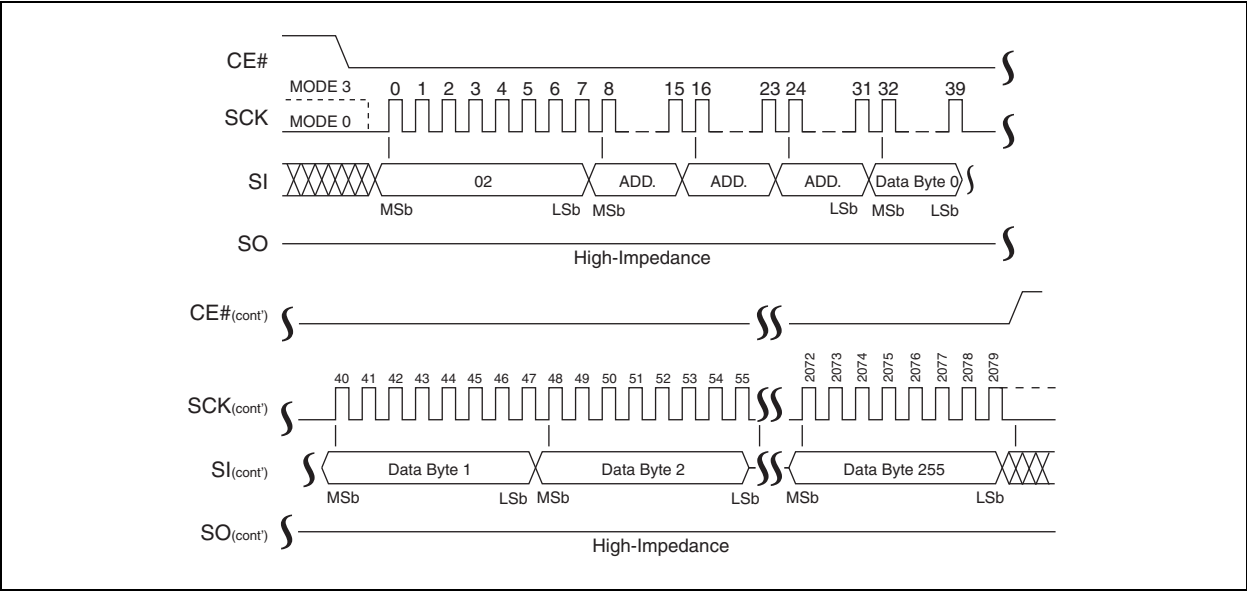 CE#
MODE 3
0 1 2 3 4 5 6 7 8 15 16 23 24 31 32 39
SCK
MODE 0
SI
02 ADD. ADD. ADD. Data Byte 0
MSb LSb MSb LSb MSb LSb
SO
High-Impedance
CE#(cont')
40 41 42 43 44 45 46 47 48 49 50 51 52 53 54 55 2072 2073 2074 2075 2076 2077 2078 2079
SCK(cont')
SI(cont')
Data Byte 1 Data Byte 2 Data Byte 255
MSb LSb MSb LSb MSb LSb
SO(cont')
High-Impedance